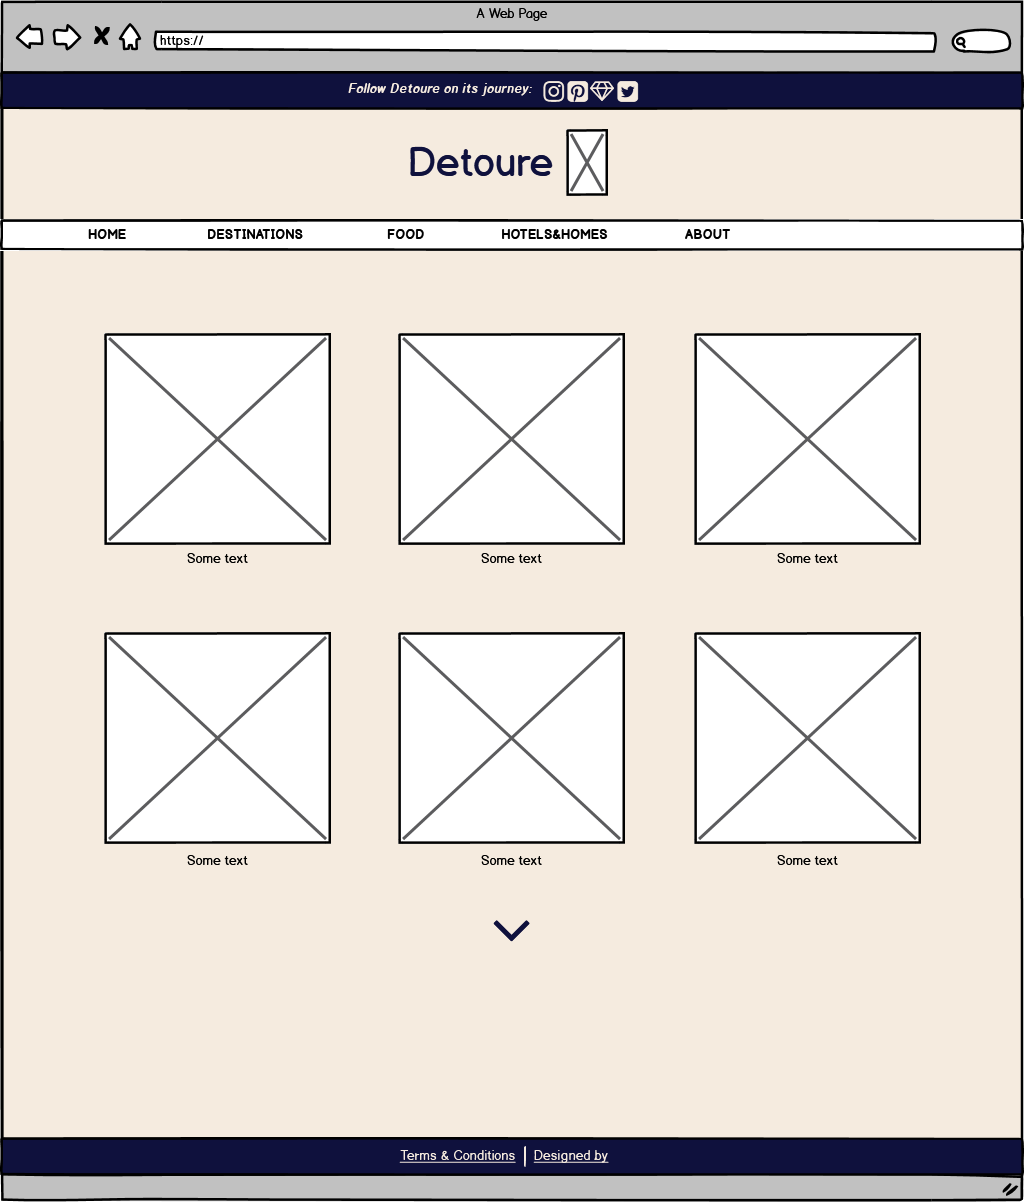 A Web Page
https://
Follow Detoure on its journey:
Detoure
HOME DESTINATIONS FOOD HOTELS&HOMES ABOUT
Some text Some text Some text
Some text Some text Some text
Terms & Conditions Designed by